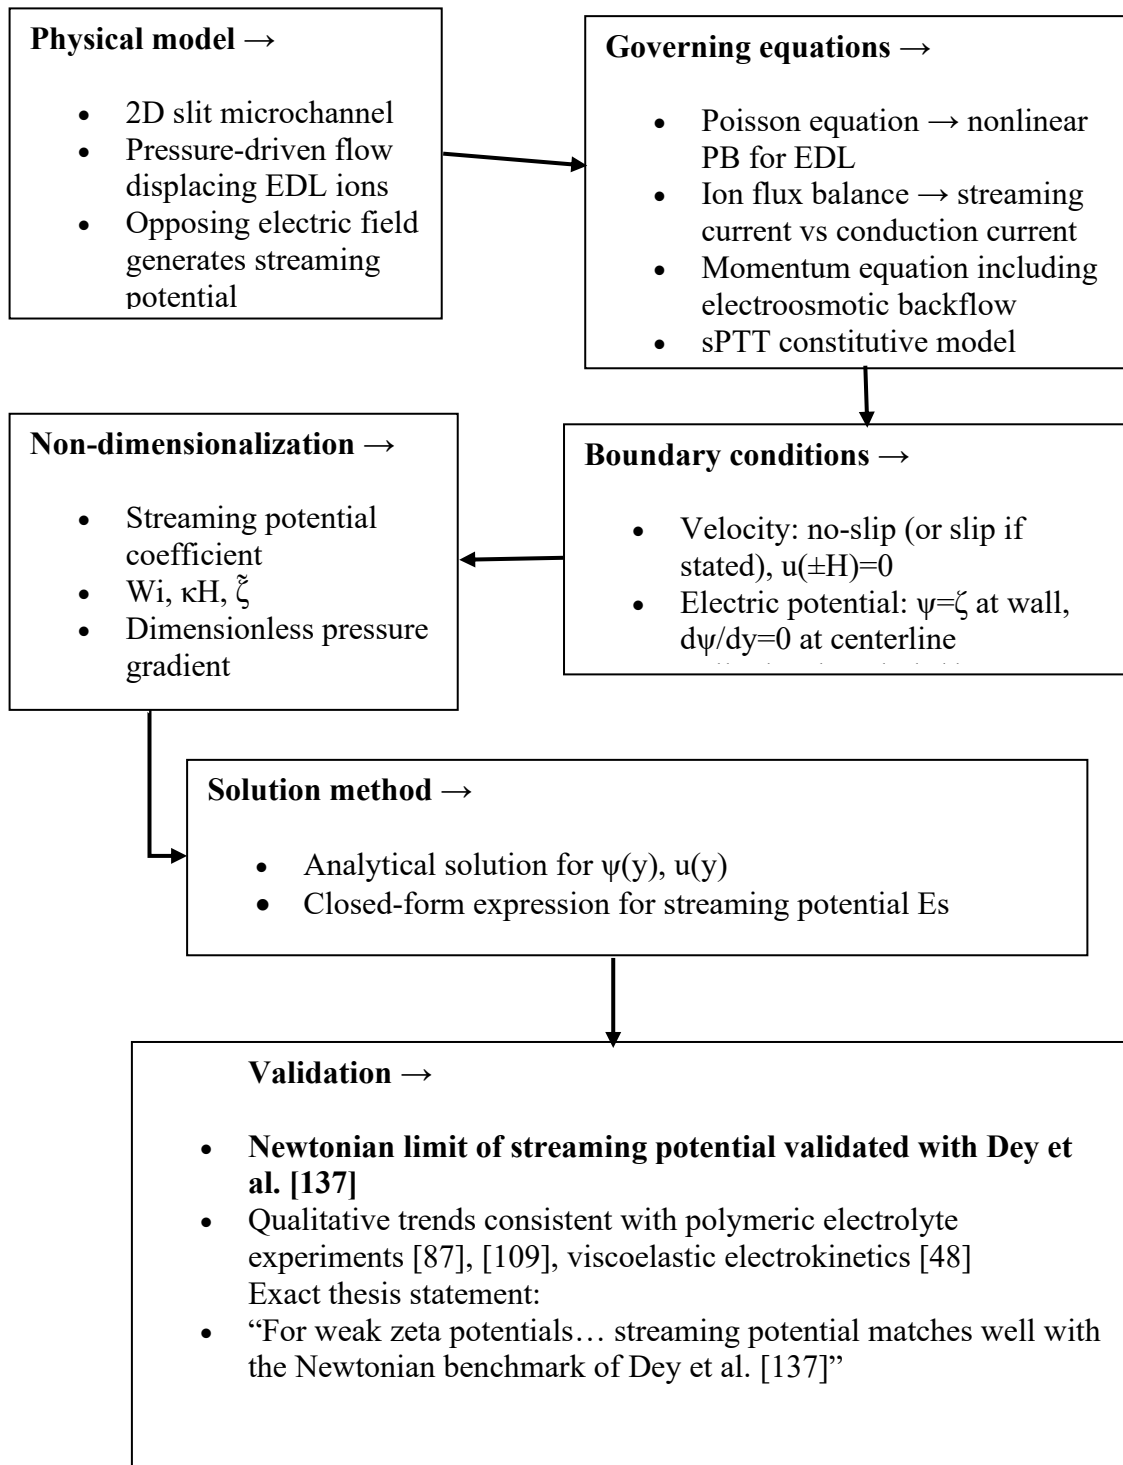 Physical model →
• 2D slit microchannel
• Pressure-driven flow
displacing EDL ions
• Opposing electric field
generates streaming
potential
Governing equations →
• Poisson equation → nonlinear
PB for EDL
• Ion flux balance → streaming
current vs conduction current
• Momentum equation including
electroosmotic backflow
• sPTT constitutive model
Boundary conditions →
• Velocity: no-slip (or slip if
stated), u(±H)=0
• Electric potential: ψ=ζ at wall,
dψ/dy=0 at centerline
Non-dimensionalization →
• Streaming potential
coefficient
• Wi, κH, ζ̃
• Dimensionless pressure
gradient
Solution method →
• Analytical solution for ψ(y), u(y)
• Closed-form expression for streaming potential Es
Validation →
• Newtonian limit of streaming potential validated with Dey et
al. [137]
• Qualitative trends consistent with polymeric electrolyte
experiments [87], [109], viscoelastic electrokinetics [48]
Exact thesis statement:
• “For weak zeta potentials… streaming potential matches well with
the Newtonian benchmark of Dey et al. [137]”